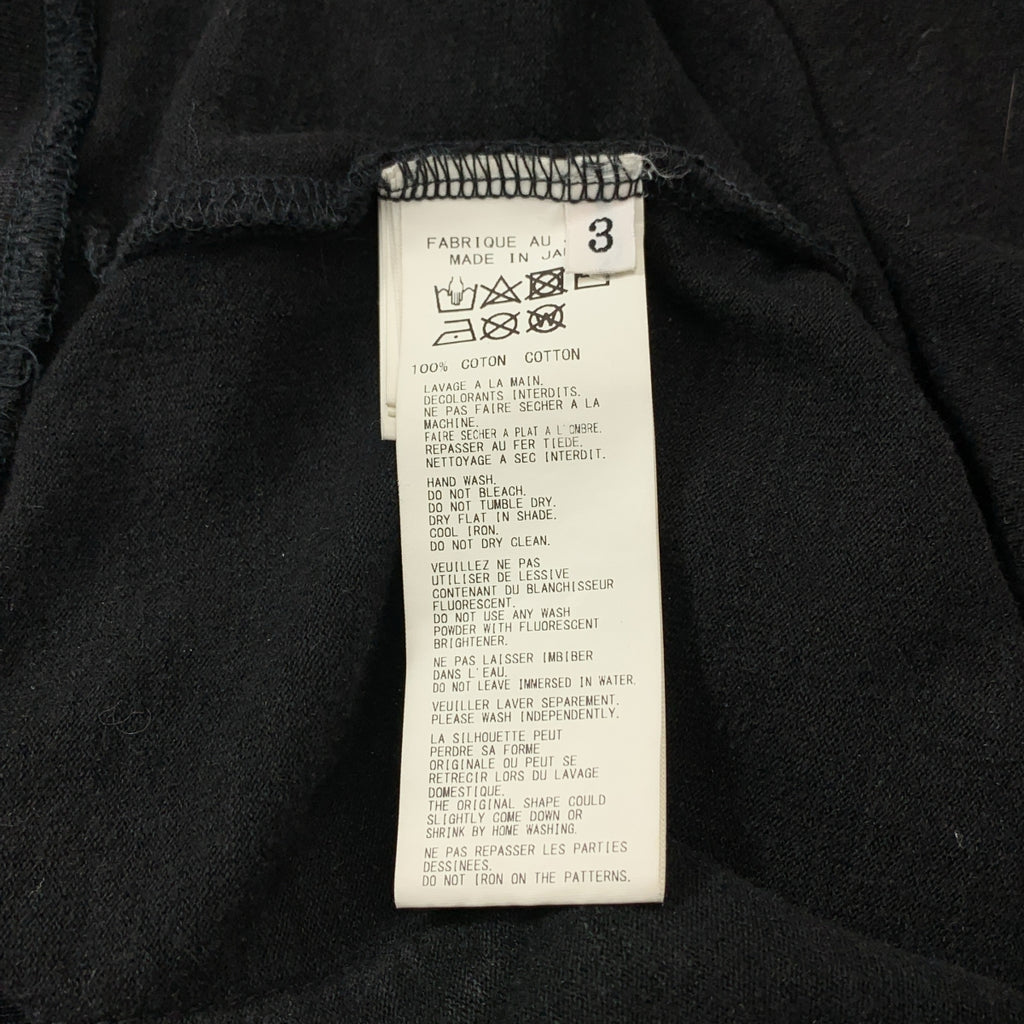 3
FABRIQUE AU
MADE IN
100% COTON COTTON
LAVAGE A LA MAIN.
DECOLORANTS INTERDITS.
NE PAS FAIRE SECHER A LA
MACHINE.
FAIRE SECHER A PLAT A L'OMBRE.
REPASSER AU FER TIEDE.
NETTOYAGE A SEC INTERDIT.
HAND WASH.
DO NOT BLEACH.
DO NOT TUMBLE DRY.
DRY FLAT IN SHADE.
COOL IRON.
DO NOT DRY CLEAN.
VEUILLEZ NE PAS
UTILISER DE LESSIVE
CONTENANT DU BLANCHISSEUR
FLUORESCENT.
DO NOT USE ANY WASH
POWDER WITH FLUORESCENT
BRIGHTENER.
NE PAS LAISSER IMBIBER
DANS L'EAU.
DO NOT LEAVE IMMERSED IN WATER.
VEUILLER LAVER SEPAREMENT.
PLEASE WASH INDEPENDENTLY.
LA SILHOUETTE PEUT
PERDRE SA FORME
ORIGINALE OU PEUT SE
RETRECIR LORS DU LAVAGE
DOMESTIQUE.
THE ORIGINAL SHAPE COULD
SLIGHTLY COME DOWN OR
SHRINK BY HOME WASHING.
NE PAS REPASSER LES PARTIES
DESSINEES.
DO NOT IRON ON THE PATTERNS.